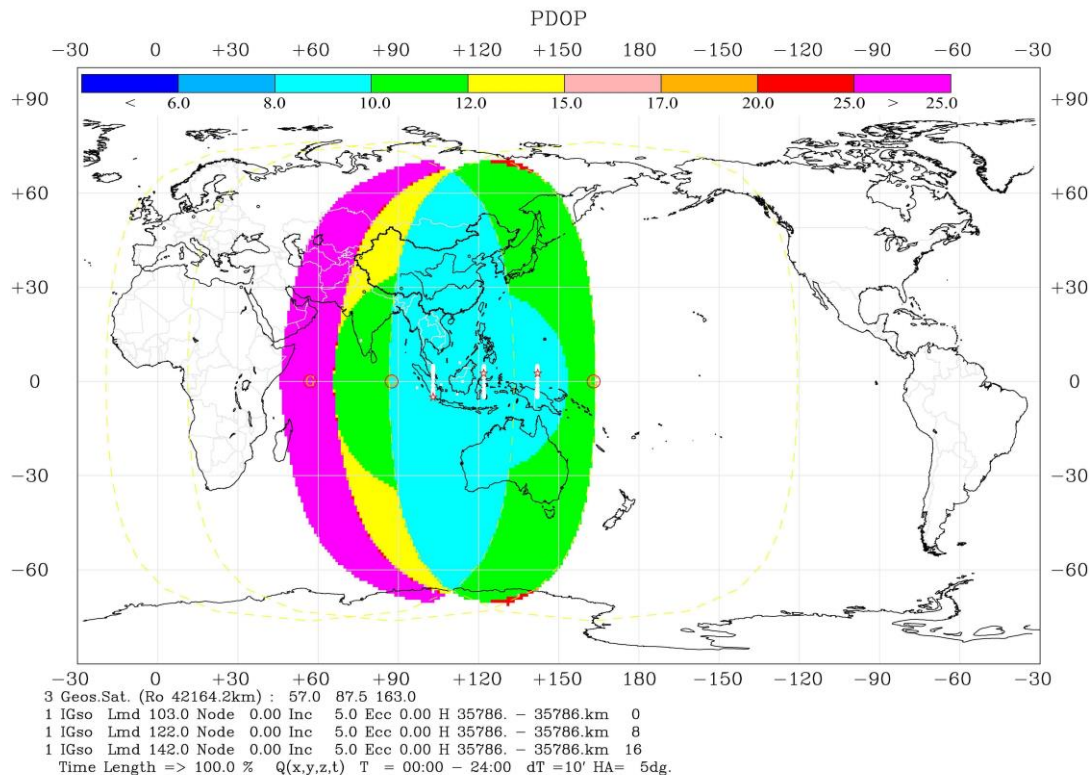 PDOP
−30 0 +30 +60 +90 +120 +150 180 −150 −120 −90 −60 −30
+90 +90
< 6.0 8.0 10.0 12.0 15.0 17.0 20.0 25.0 > 25.0
+60 +60
+30 +30
0 G 0
−30 −30
−60 −60
−30 0 +30 +60 +90 +120 +150 180 −150 −120 −90 −60 −30
3 Geos.Sat. (Ro 42164.2km) : 57.0 87.5 163.0
1 IGso Lmd 103.0 Node 0.00 Inc 5.0 Ecc 0.00 H 35786. − 35786.km 0
1 IGso Lmd 122.0 Node 0.00 Inc 5.0 Ecc 0.00 H 35786. − 35786.km 8
1 IGso Lmd 142.0 Node 0.00 Inc 5.0 Ecc 0.00 H 35786. − 35786.km 16
Time Length => 100.0 % Q(x,y,z,t) T = 00:00 − 24:00 dT =10' HA= 5dg.